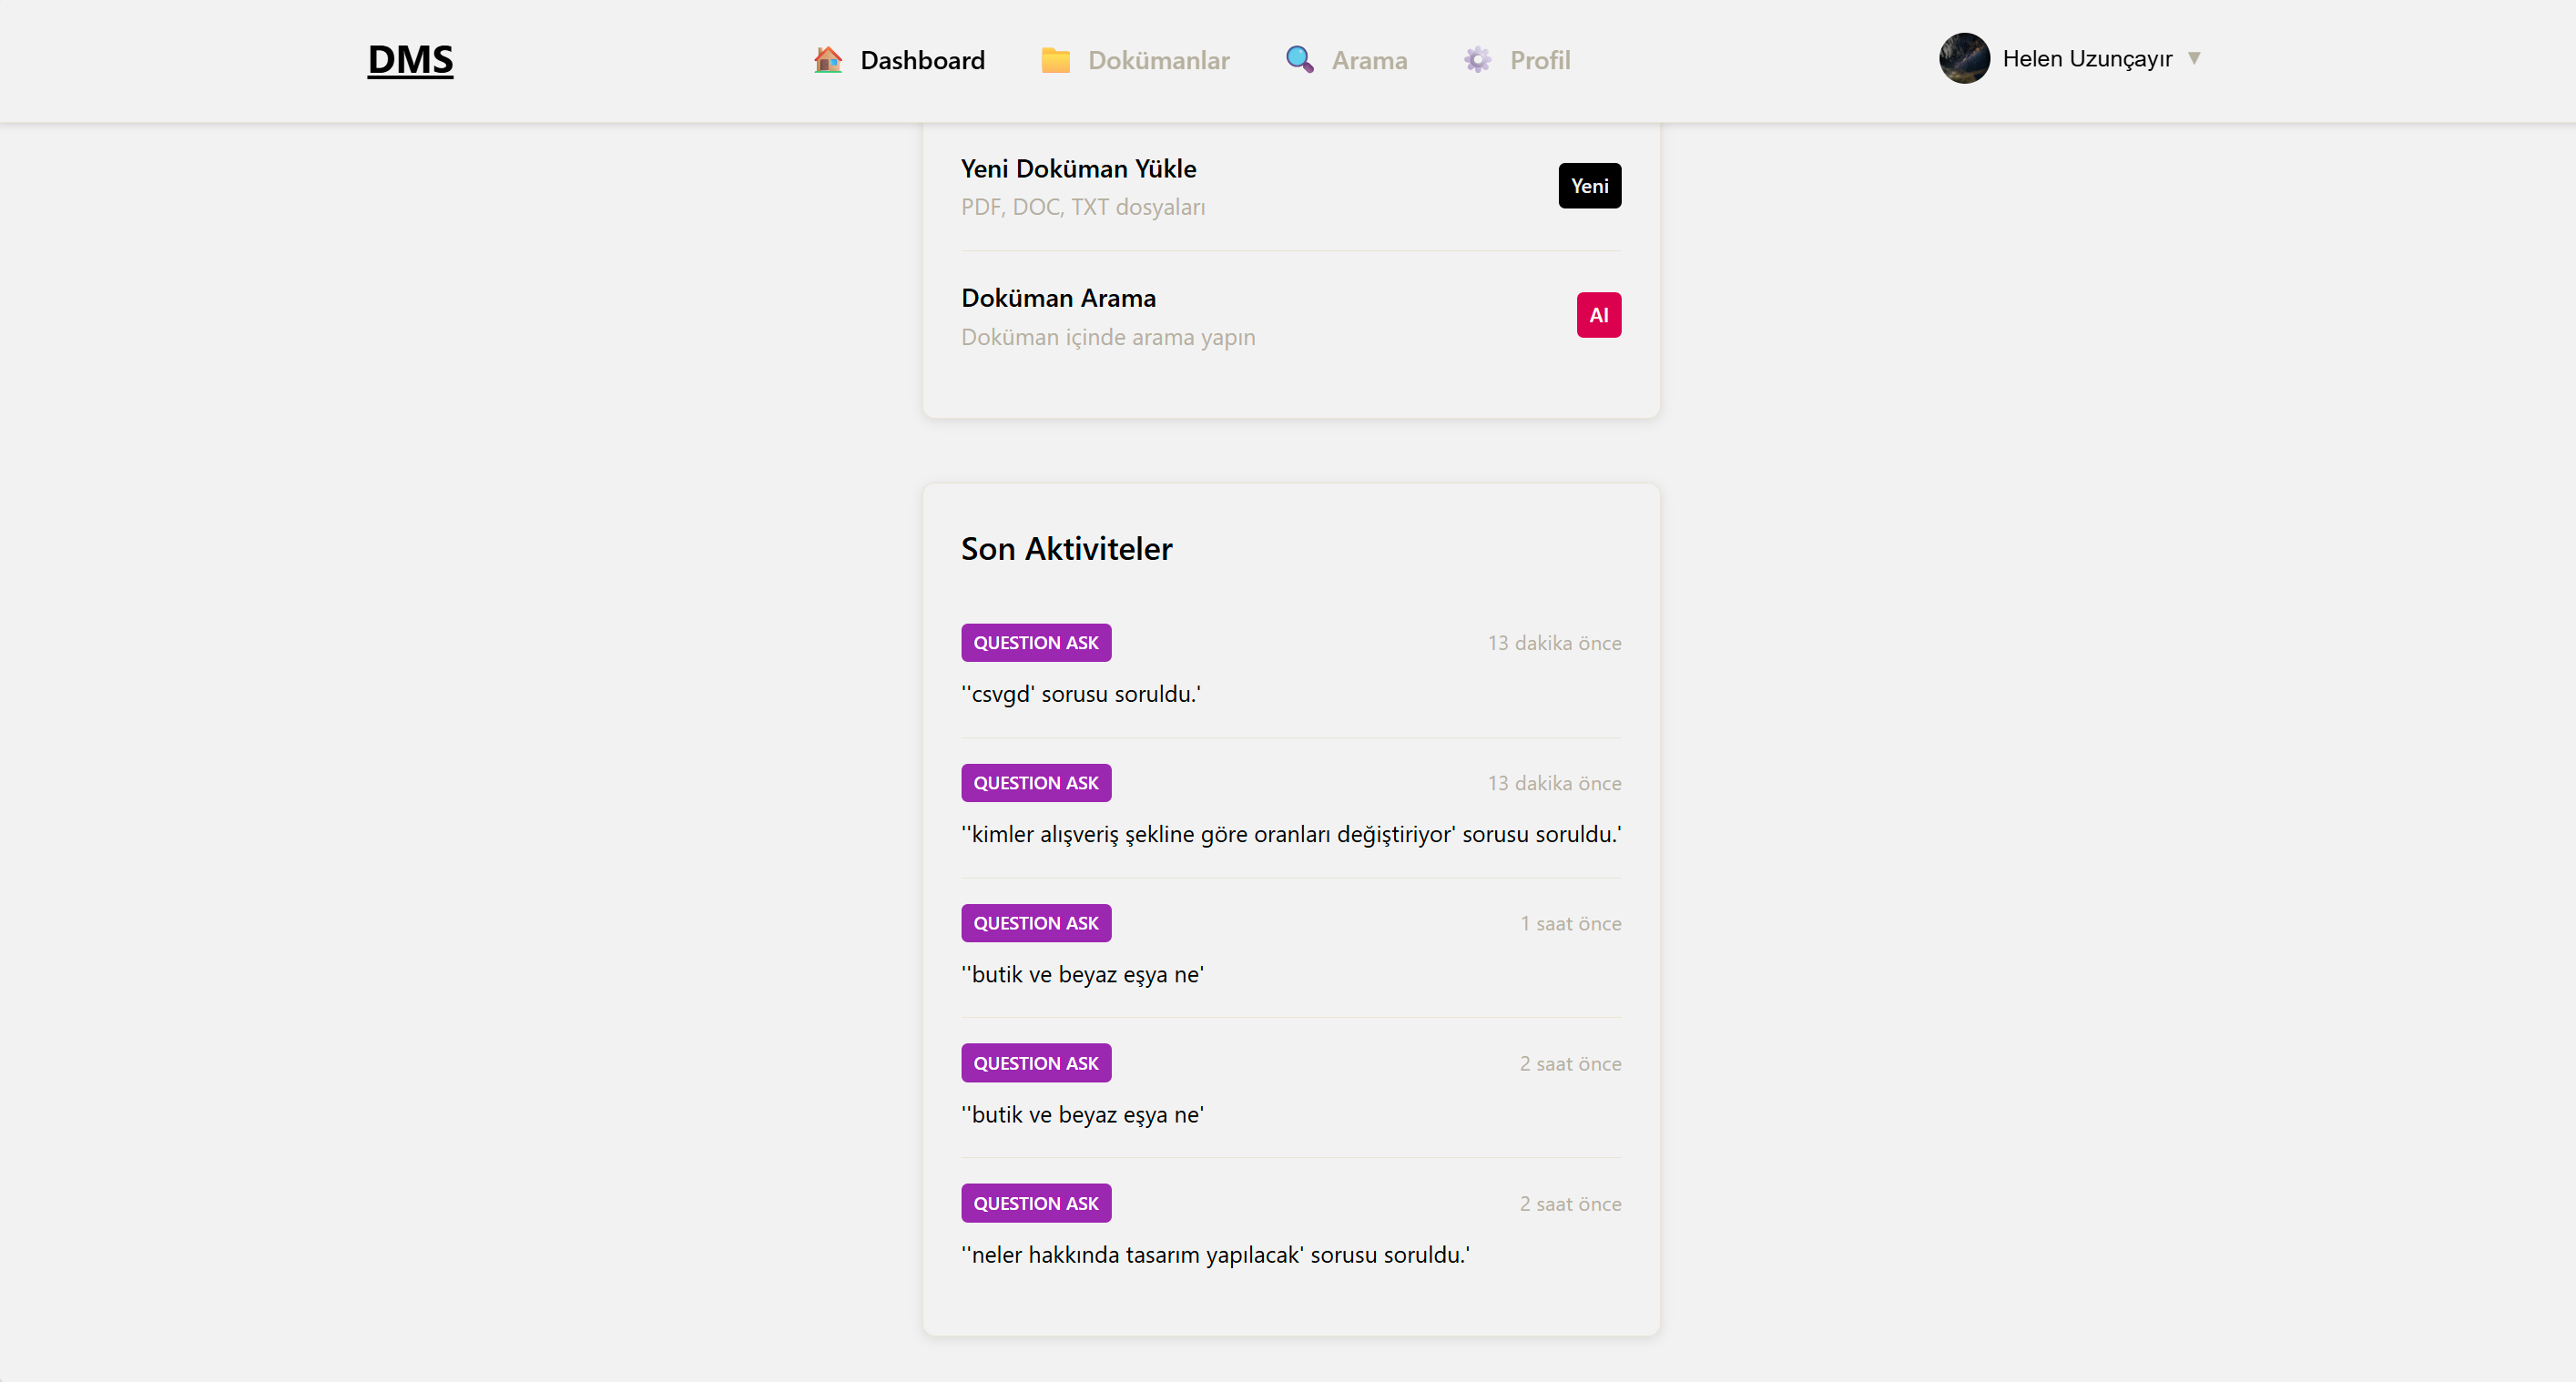 DMS
Dashboard
Dokümanlar
Arama
Profil
Helen Uzunçayır ▼
Yeni Doküman Yükle
Yeni
PDF, DOC, TXT dosyaları
Doküman Arama
AI
Doküman içinde arama yapın
Son Aktiviteler
QUESTION ASK
13 dakika önce
''csvgd' sorusu soruldu.'
QUESTION ASK
13 dakika önce
''kimler alışveriş şekline göre oranları değiştiriyor' sorusu soruldu.'
QUESTION ASK
1 saat önce
''butik ve beyaz eşya ne'
QUESTION ASK
2 saat önce
''butik ve beyaz eşya ne'
QUESTION ASK
2 saat önce
''neler hakkında tasarım yapılacak' sorusu soruldu.'